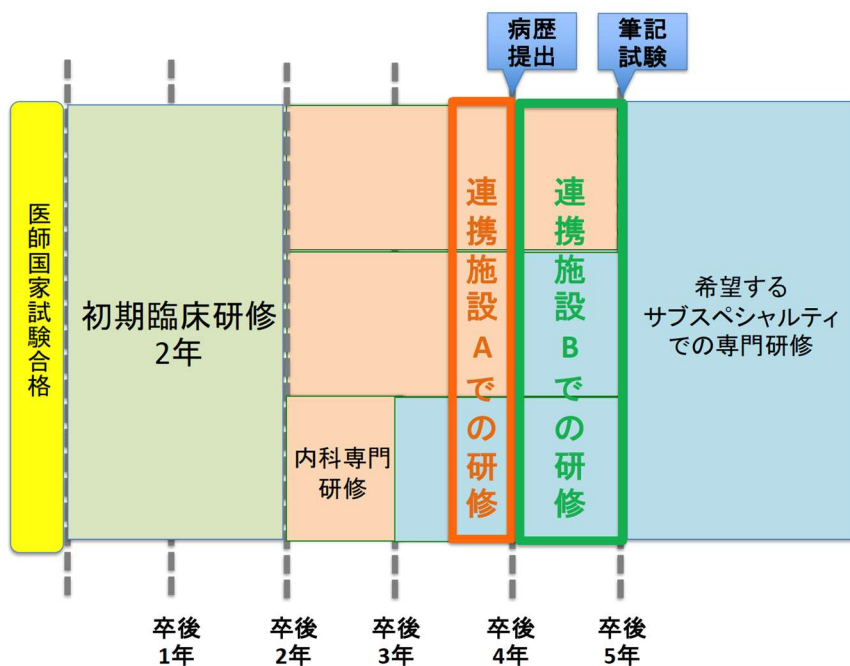 病歴
提出
筆記
試験
医師国家試験合格
初期臨床研修
2年
内科専門
研修
連携施設Aでの研修
連携施設Bでの研修
希望する
サブスペシャルティ
での専門研修
卒後
1年
卒後
2年
卒後
3年
卒後
4年
卒後
5年